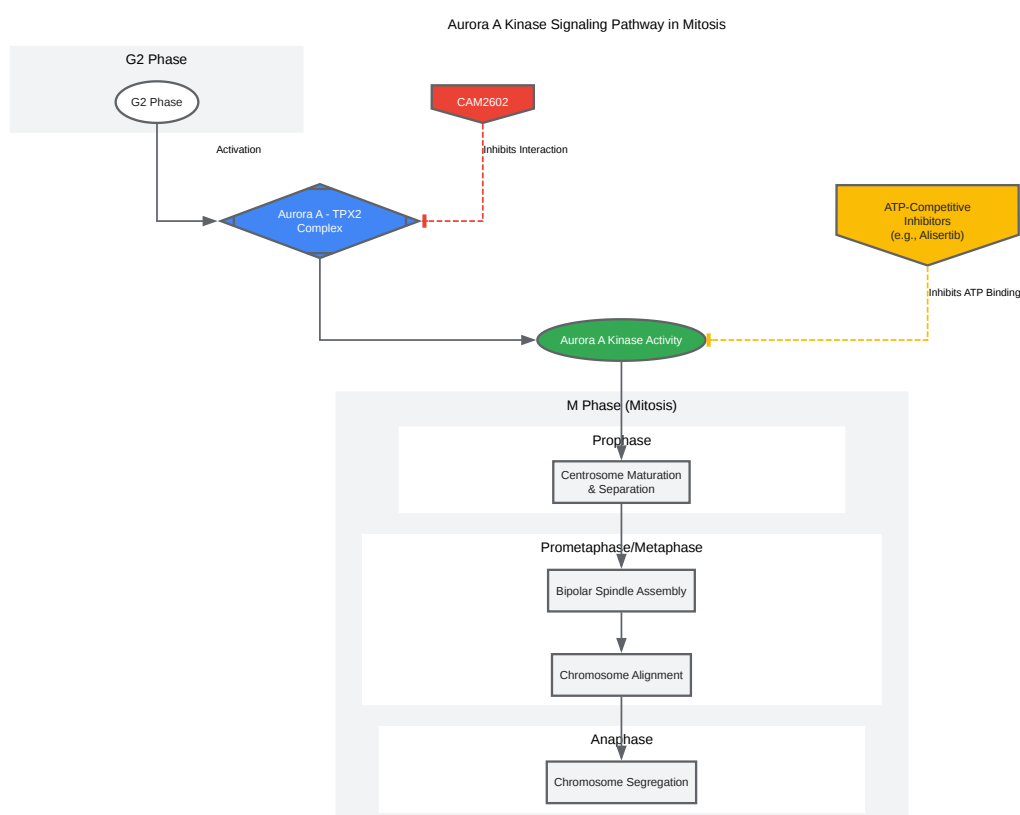 Aurora A Kinase Signaling Pathway in Mitosis
G2 Phase
G2 Phase
CAM2602
Activation
Inhibits Interaction
Aurora A - TPX2
Complex
ATP-Competitive
Inhibitors
(e.g., Alisertib)
Inhibits ATP Binding
Aurora A Kinase Activity
M Phase (Mitosis)
Prophase
Centrosome Maturation
& Separation
Prometaphase/Metaphase
Bipolar Spindle Assembly
Chromosome Alignment
Anaphase
Chromosome Segregation